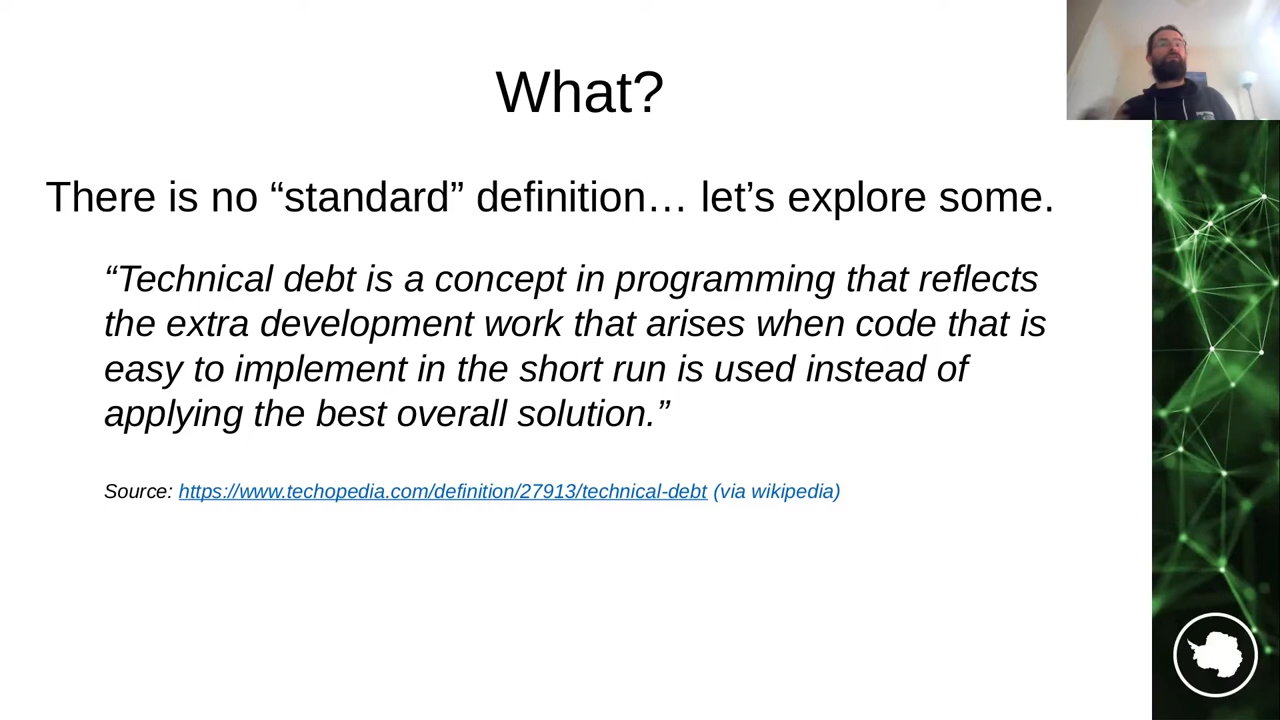 What?
There is no “standard” definition… let’s explore some.
“Technical debt is a concept in programming that reflects
the extra development work that arises when code that is
easy to implement in the short run is used instead of
applying the best overall solution.”
Source: https://www.techopedia.com/definition/27913/technical-debt (via wikipedia)